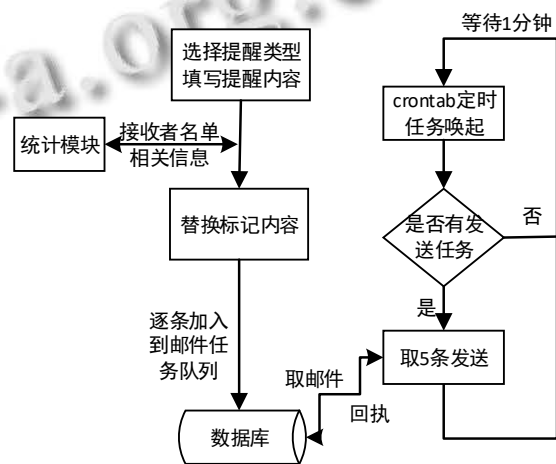 选择提醒类型
填写提醒内容
统计模块
接收者名单
相关信息
替换标记内容
逐条加入
到邮件任
务队列
数据库
取邮件
回执
等待1分钟
crontab定时
任务唤起
是否有发
送任务
否
是
取5条发送
a.org.c